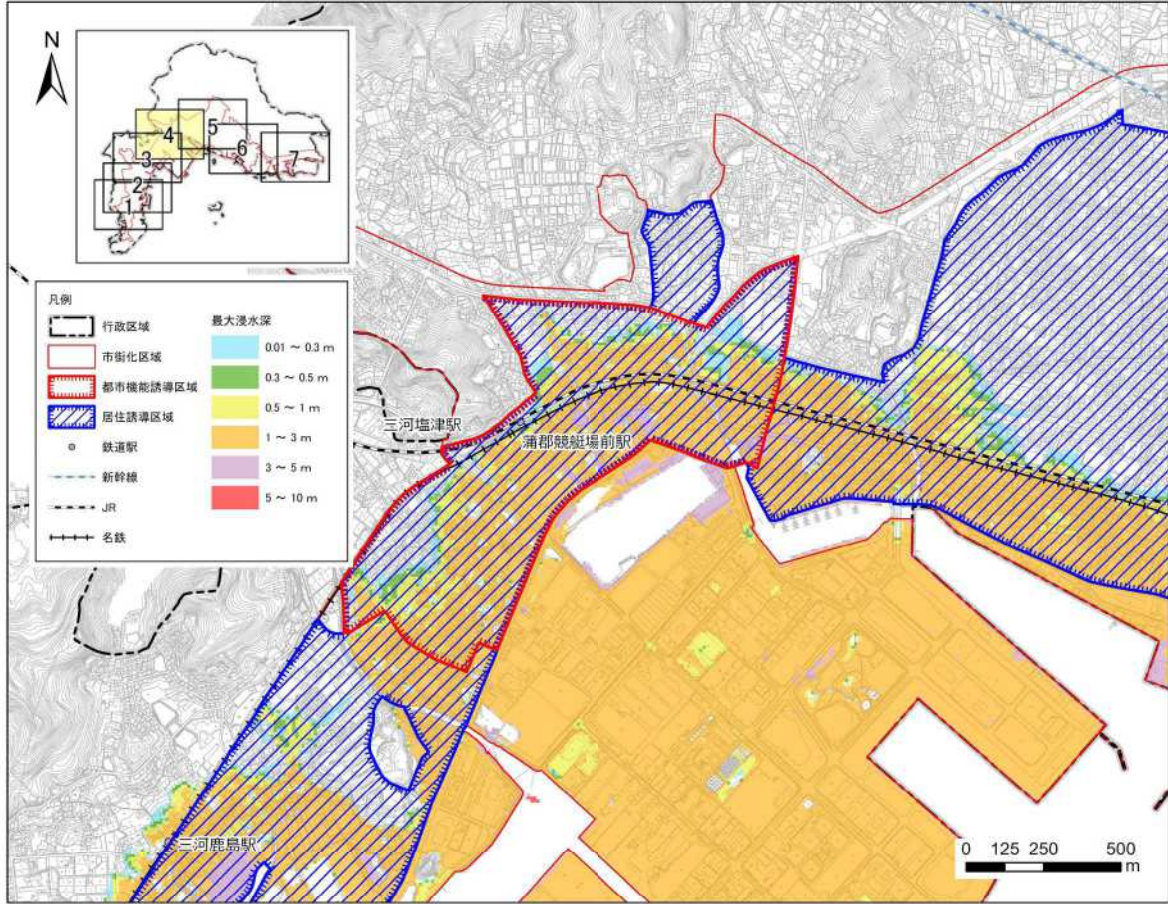 N
4
5
6
7
3
2
1
凡例
行政区域
市街化区域
都市機能誘導区域
居住誘導区域
鉄道駅
新幹線
JR
名鉄
最大浸水深
0.01 ～ 0.3 m
0.3 ～ 0.5 m
0.5 ～ 1 m
1 ～ 3 m
3 ～ 5 m
5 ～ 10 m
三河塩津駅
蒲郡競艇場前駅
三河鹿島駅
0 125 250 500
m